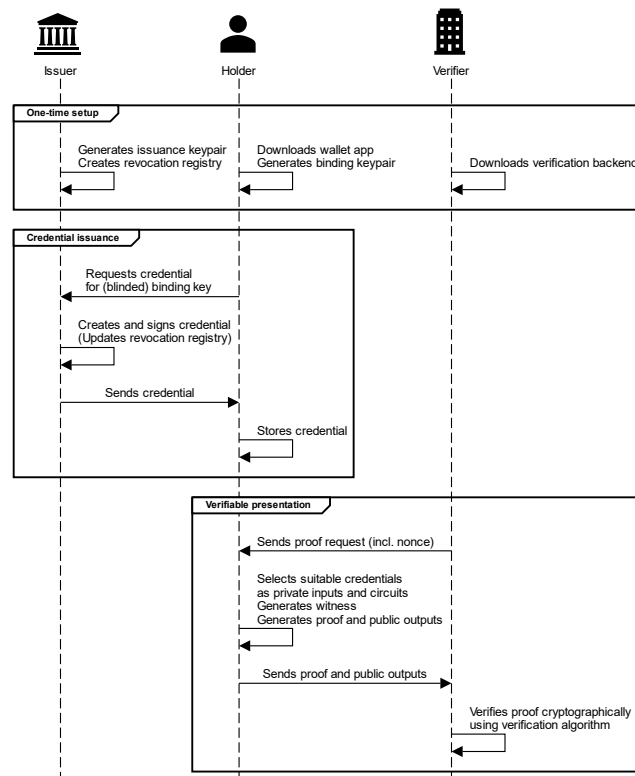 Issuer
Holder
Verifier
One-time setup
Generates issuance keypair
Creates revocation registry
Downloads wallet app
Generates binding keypair
Downloads verification backend
Credential issuance
Requests credential
for (blinded) binding key
Creates and signs credential
(Updates revocation registry)
Sends credential
Stores credential
Verifiable presentation
Sends proof request (incl. nonce)
Selects suitable credentials
as private inputs and circuits
Generates witness
Generates proof and public outputs
Sends proof and public outputs
Verifies proof cryptographically
using verification algorithm